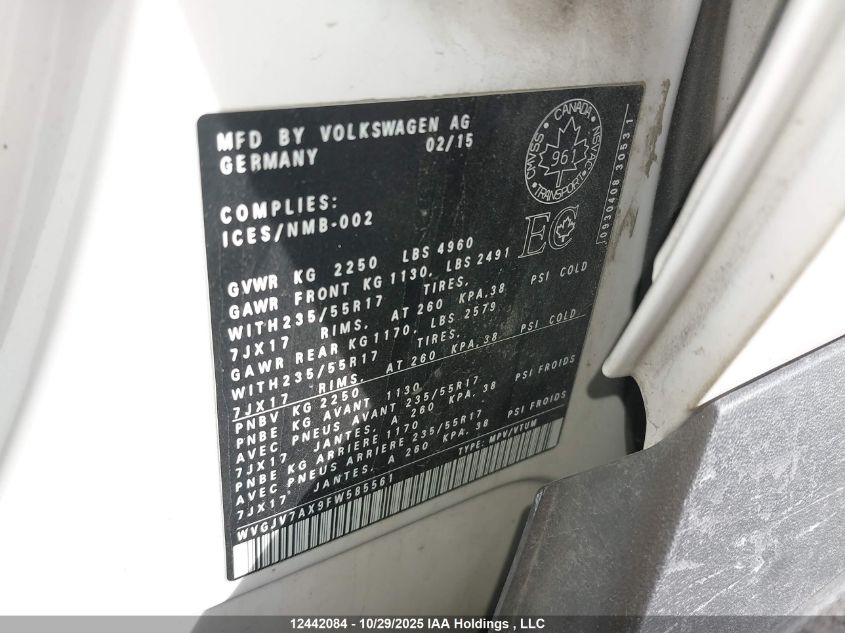 MFD BY VOLKSWAGEN AG
GERMANY 02/15
COMPLIES:
ICES/NMB-002
CANADA
CMVSS NSVAC
961
TRANSPORT
EC
J0930408 30531
GVWR KG 2250 LBS 4960
GAWR FRONT KG 1130, LBS 2491
WITH 235/55R17 TIRES,
7JX17 RIMS, AT 260 KPA,38 PSI COLD
GAWR REAR KG 1170, LBS 2579
WITH 235/55R17 TIRES,
7JX17 RIMS, AT 260 KPA,38 PSI COLD
PNBV KG 2250
PNBE KG AVANT 1130
AVEC PNEUS AVANT 235/55R17
7JX17 JANTES, A 260 KPA, 38 PSI FROIDS
PNBE KG ARRIERE 1170
AVEC PNEUS ARRIERE 235/55R17
7JX17 JANTES, A 260 KPA, 38 PSI FROIDS
WVGJV7AX9FW585561 TYPE: MPV/VTUM
12442084 - 10/29/2025 IAA Holdings , LLC